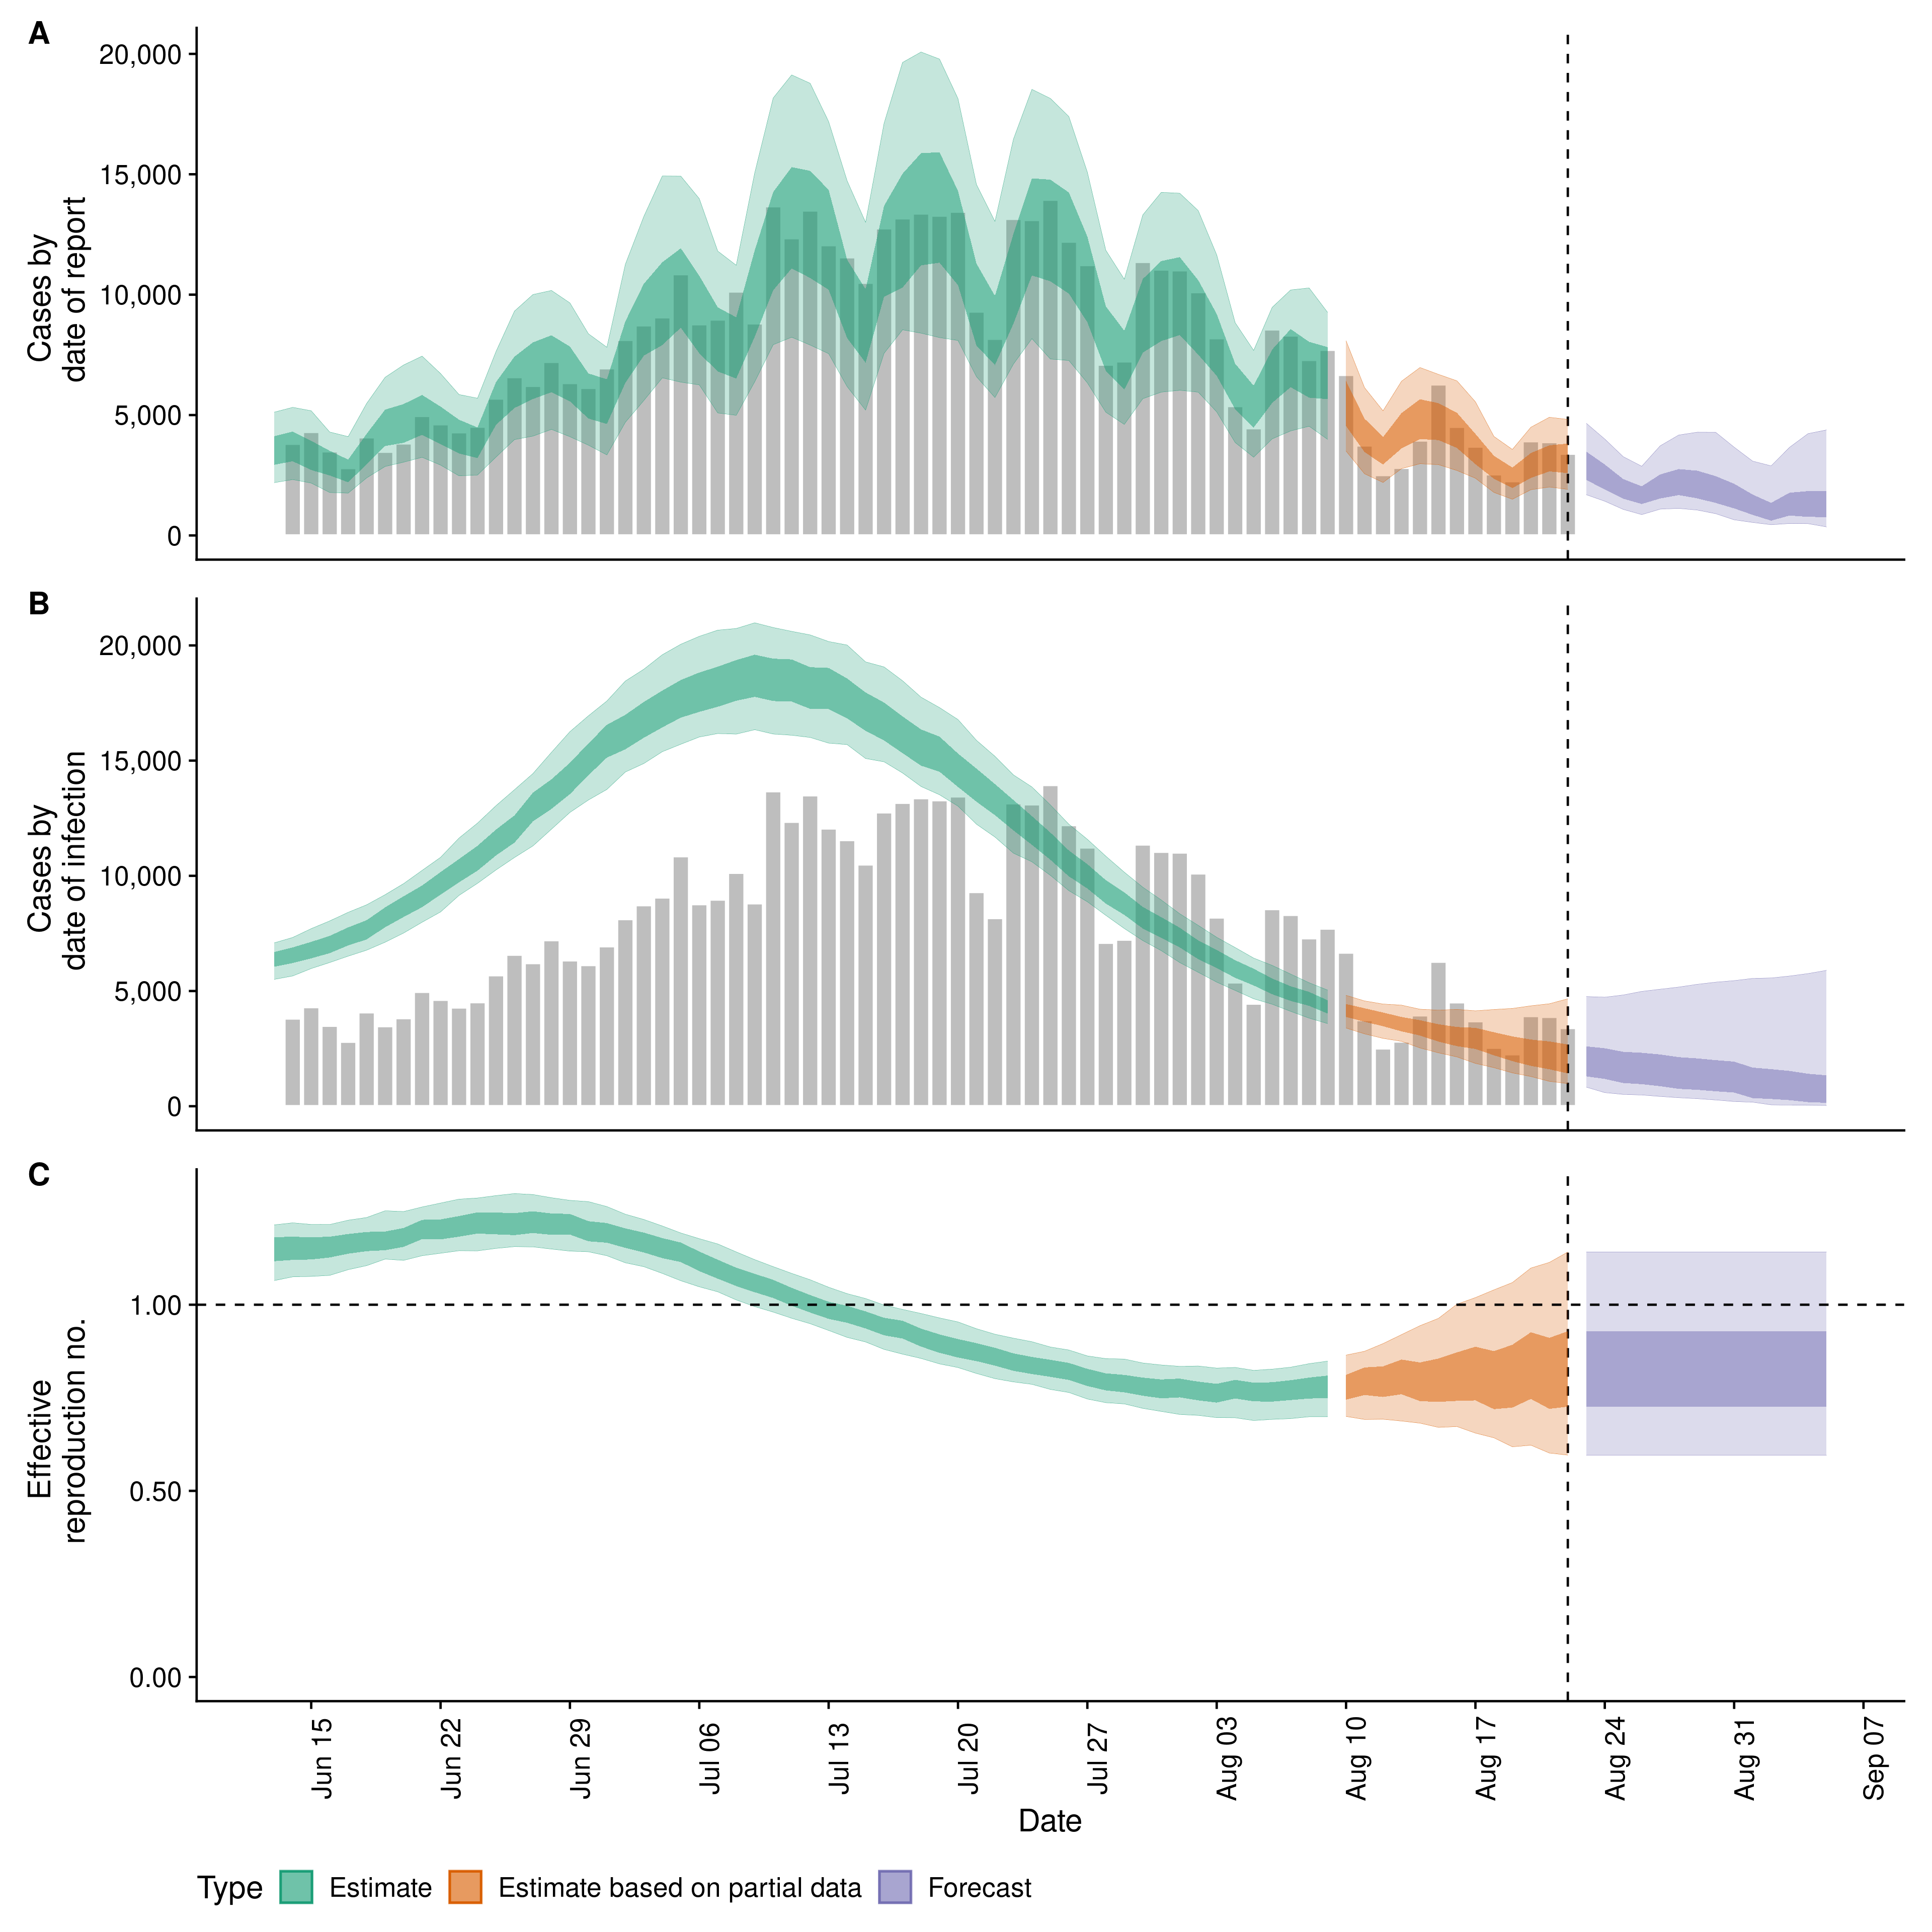 A
20,000
15,000
10,000
5,000
0
Cases by
date of report
B
20,000
15,000
10,000
5,000
0
Cases by
date of infection
C
1.00
0.50
0.00
Effective
reproduction no.
Jun 15
Jun 22
Jun 29
Jul 06
Jul 13
Jul 20
Jul 27
Aug 03
Aug 10
Aug 17
Aug 24
Aug 31
Sep 07
Date
Type Estimate Estimate based on partial data Forecast